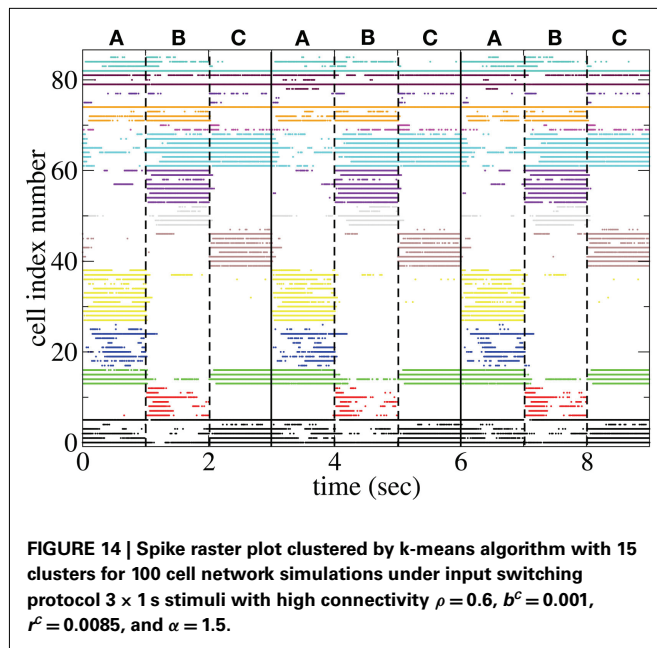 A B C A B C A B C
80
60
40
20
0
cell index number
0 2 4 6 8
time (sec)
FIGURE 14 | Spike raster plot clustered by k-means algorithm with 15
clusters for 100 cell network simulations under input switching
protocol 3 x 1 s stimuli with high connectivity ρ = 0.6, bᶜ = 0.001,
rᶜ = 0.0085, and α = 1.5.